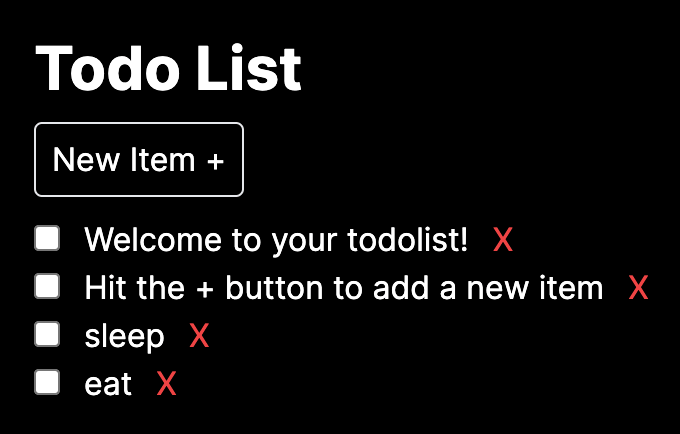 Todo List
New Item +
Welcome to your todolist! X
Hit the + button to add a new item X
sleep X
eat X